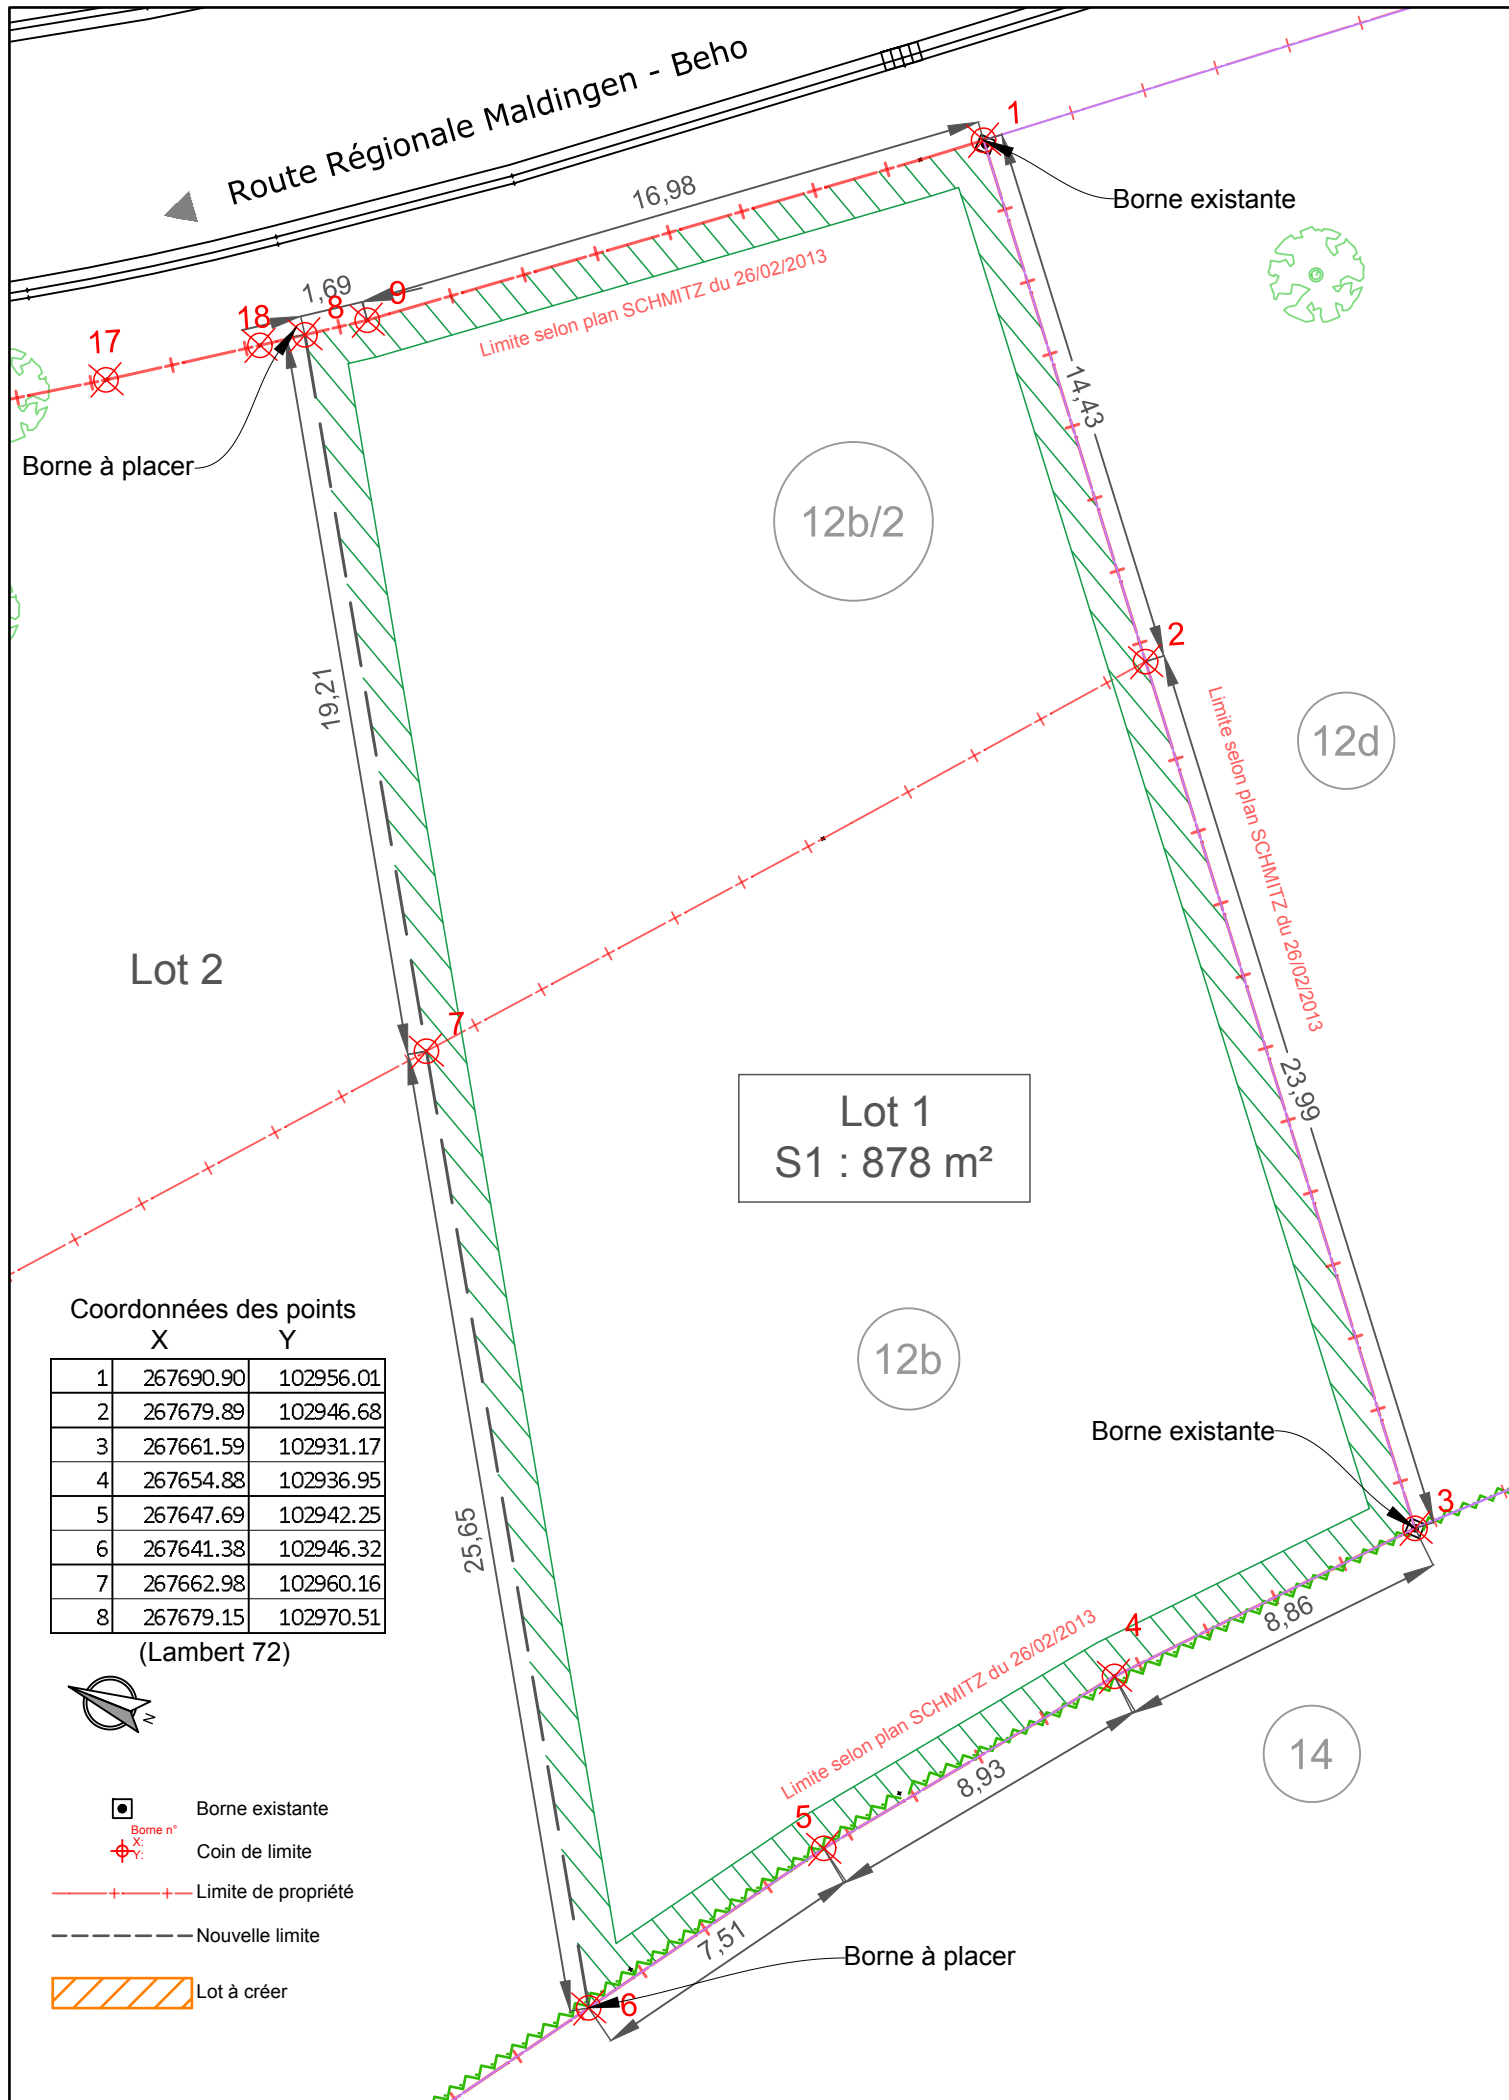 Route Régionale Maldingen - Beho
1
Borne existante
16,98
1,69
8
9
18
17
Limite selon plan SCHMITZ du 26/02/2013
14,43
Borne à placer
12b/2
2
19,21
Limite selon plan SCHMITZ du 26/02/2013
12d
Lot 2
7
23,99
Lot 1
S1 : 878 m²
12b
Coordonnées des points
X Y
1 267690.90 102956.01
2 267679.89 102946.68
3 267661.59 102931.17
4 267654.88 102936.95
5 267647.69 102942.25
6 267641.38 102946.32
7 267662.98 102960.16
8 267679.15 102970.51
(Lambert 72)
N
Borne existante
3
25,65
8,86
4
Limite selon plan SCHMITZ du 26/02/2013
8,93
14
5
7,51
Borne à placer
6
Borne existante
Borne n°
X:
Y:
Coin de limite
Limite de propriété
Nouvelle limite
Lot à créer